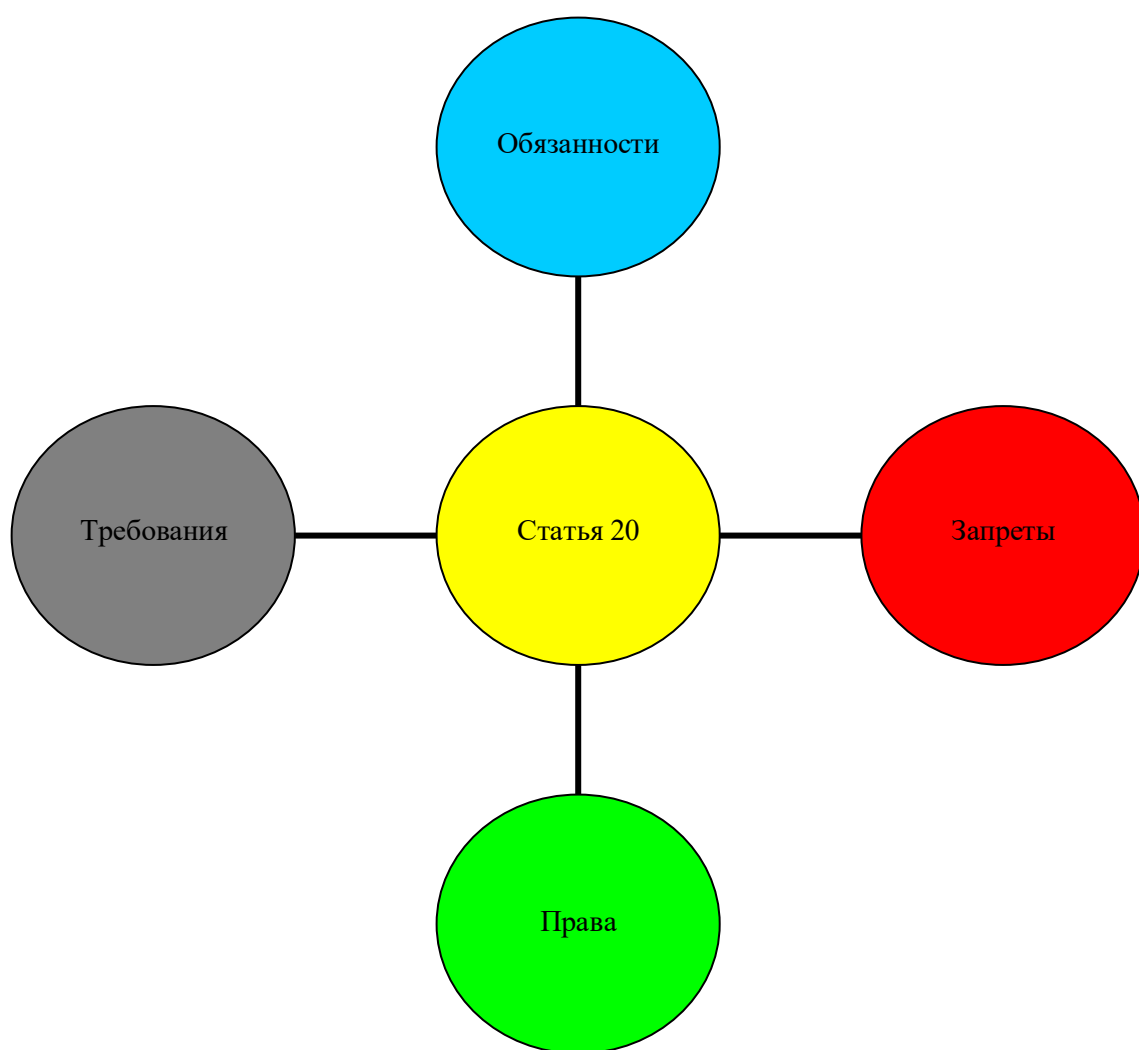 Обязанности
Требования
Статья 20
Запреты
Права